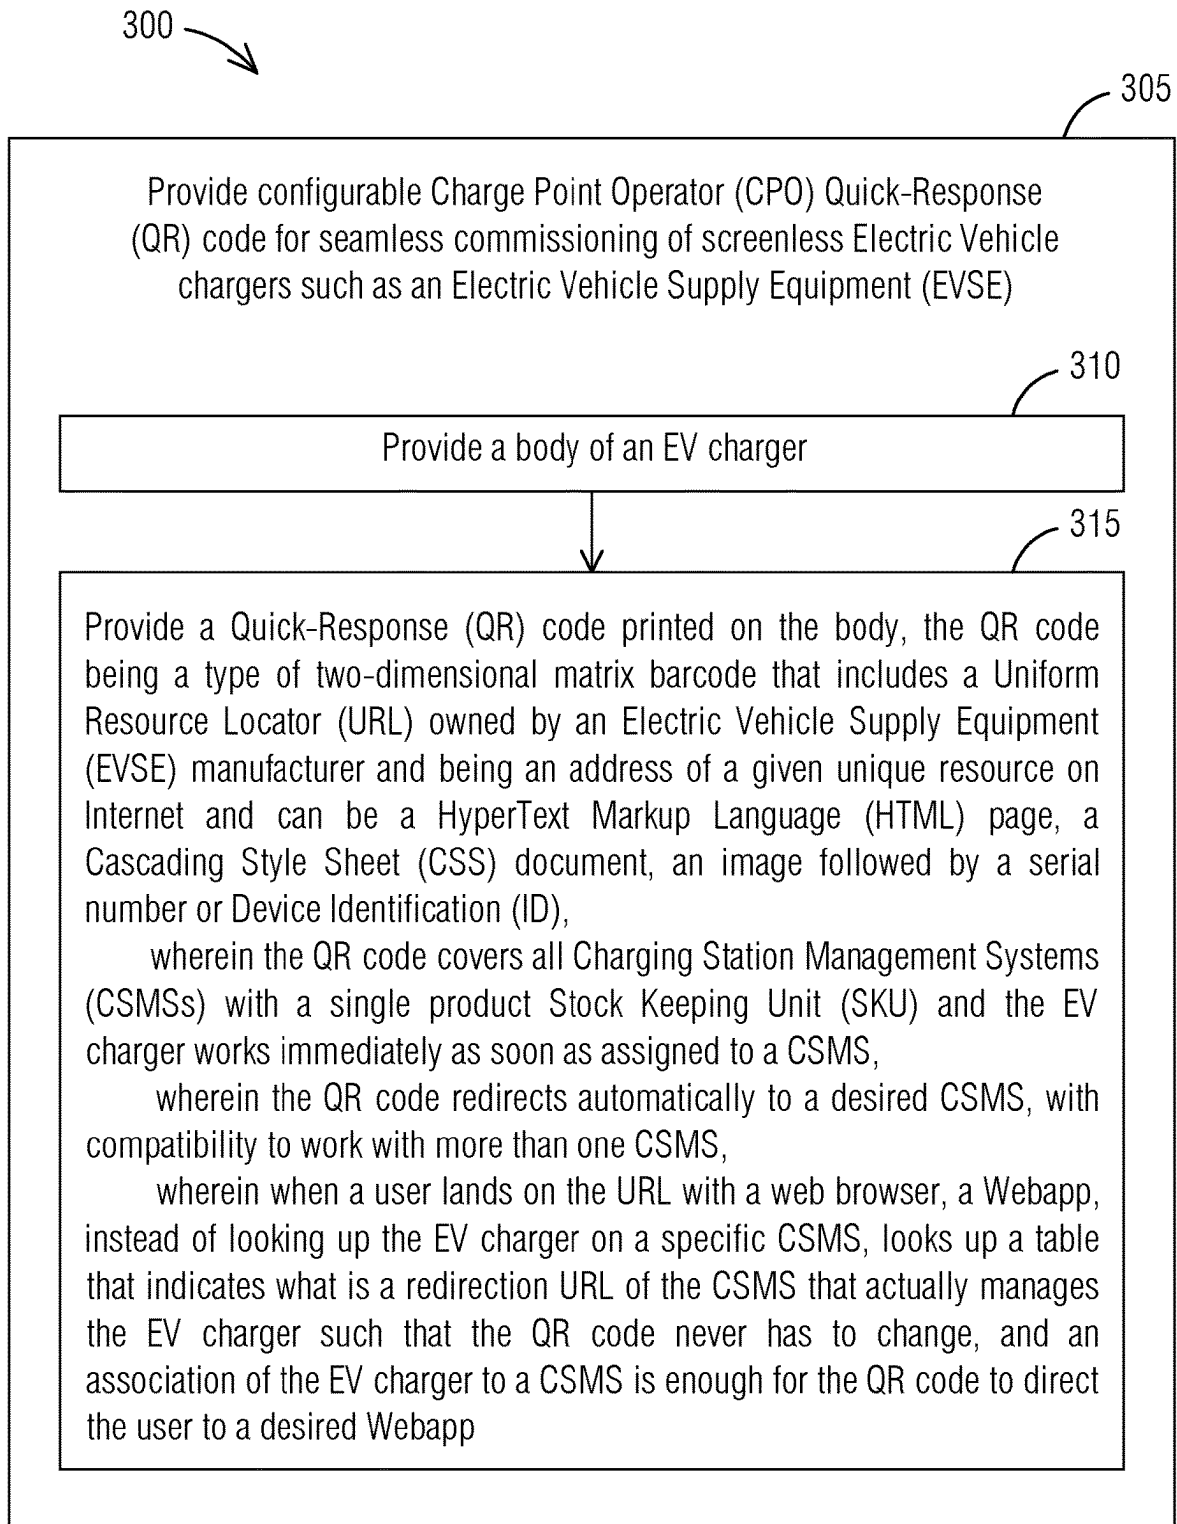 300
305
Provide configurable Charge Point Operator (CPO) Quick-Response
(QR) code for seamless commissioning of screenless Electric Vehicle
chargers such as an Electric Vehicle Supply Equipment (EVSE)
310
Provide a body of an EV charger
315
Provide a Quick-Response (QR) code printed on the body, the QR code
being a type of two-dimensional matrix barcode that includes a Uniform
Resource Locator (URL) owned by an Electric Vehicle Supply Equipment
(EVSE) manufacturer and being an address of a given unique resource on
Internet and can be a HyperText Markup Language (HTML) page, a
Cascading Style Sheet (CSS) document, an image followed by a serial
number or Device Identification (ID),
wherein the QR code covers all Charging Station Management Systems
(CSMSs) with a single product Stock Keeping Unit (SKU) and the EV
charger works immediately as soon as assigned to a CSMS,
wherein the QR code redirects automatically to a desired CSMS, with
compatibility to work with more than one CSMS,
wherein when a user lands on the URL with a web browser, a Webapp,
instead of looking up the EV charger on a specific CSMS, looks up a table
that indicates what is a redirection URL of the CSMS that actually manages
the EV charger such that the QR code never has to change, and an
association of the EV charger to a CSMS is enough for the QR code to direct
the user to a desired Webapp